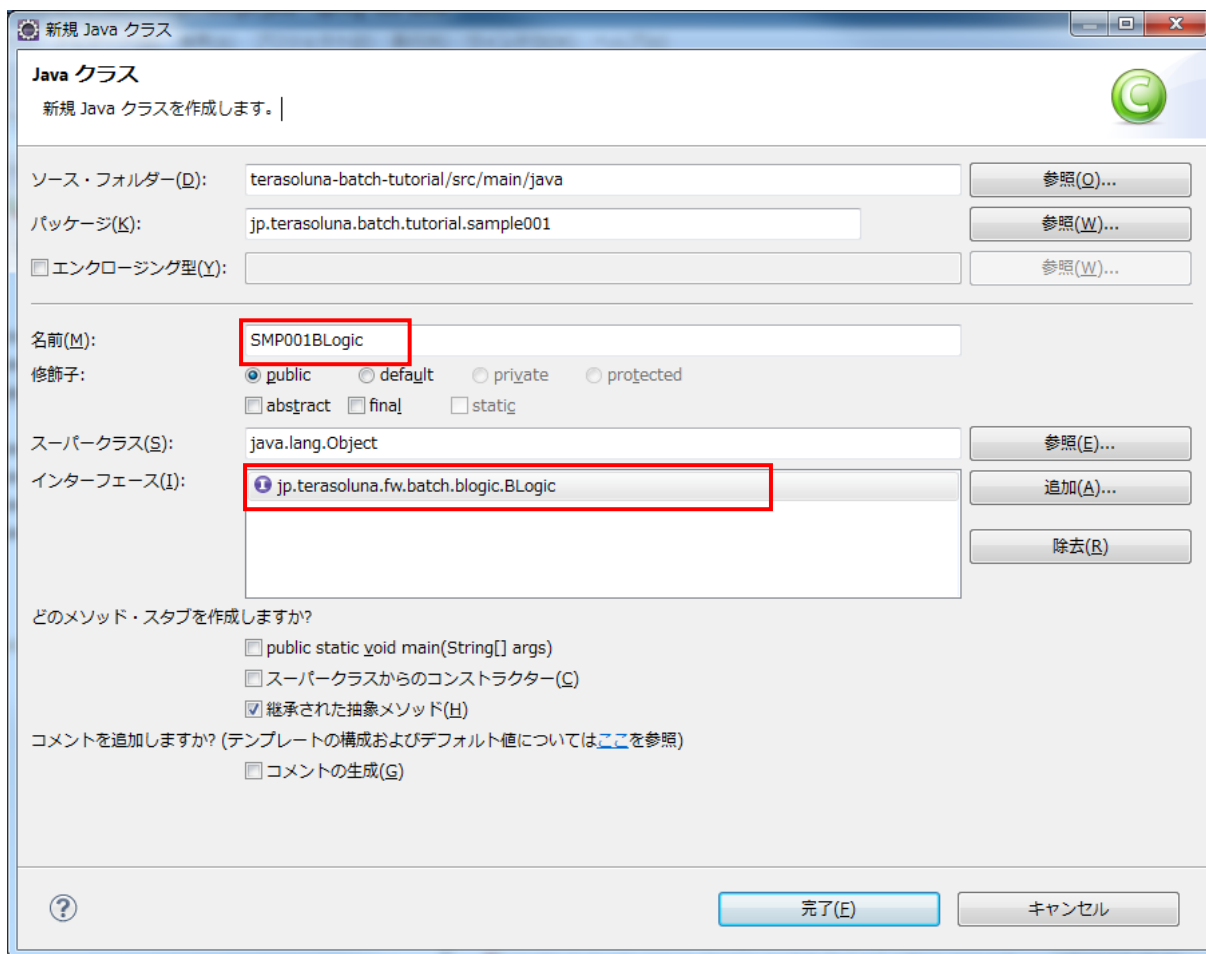 新規 Java クラス
Java クラス
新規 Java クラスを作成します。
ソース・フォルダー(D): terasoluna-batch-tutorial/src/main/java 参照(O)...
パッケージ(K): jp.terasoluna.batch.tutorial.sample001 参照(W)...
エンクロージング型(Y): 参照(W)...
名前(M): SMP001BLogic
修飾子: public default private protected
abstract final static
スーパークラス(S): java.lang.Object 参照(E)...
インターフェース(I): jp.terasoluna.fw.batch.blogic.BLogic 追加(A)...
除去(R)
どのメソッド・スタブを作成しますか?
public static void main(String[] args)
スーパークラスからのコンストラクター(C)
継承された抽象メソッド(H)
コメントを追加しますか? (テンプレートの構成およびデフォルト値についてはここを参照)
コメントの生成(G)
完了(F) キャンセル